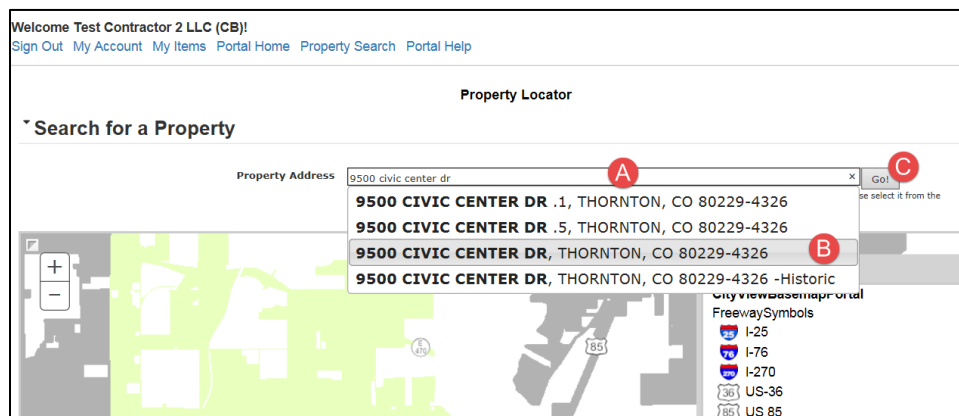 Welcome Test Contractor 2 LLC (CB)!
Sign Out My Account My Items Portal Home Property Search Portal Help
Property Locator
Search for a Property
Property Address 9500 civic center dr × Go!
A
C
se select it from the
9500 CIVIC CENTER DR .1, THORNTON, CO 80229-4326
9500 CIVIC CENTER DR .5, THORNTON, CO 80229-4326
9500 CIVIC CENTER DR, THORNTON, CO 80229-4326
B
9500 CIVIC CENTER DR, THORNTON, CO 80229-4326 -Historic
+
−
CityViewBasemapPortal
FreewaySymbols
25 I-25
76 I-76
270 I-270
36 US-36
85 US 85
E 470
85